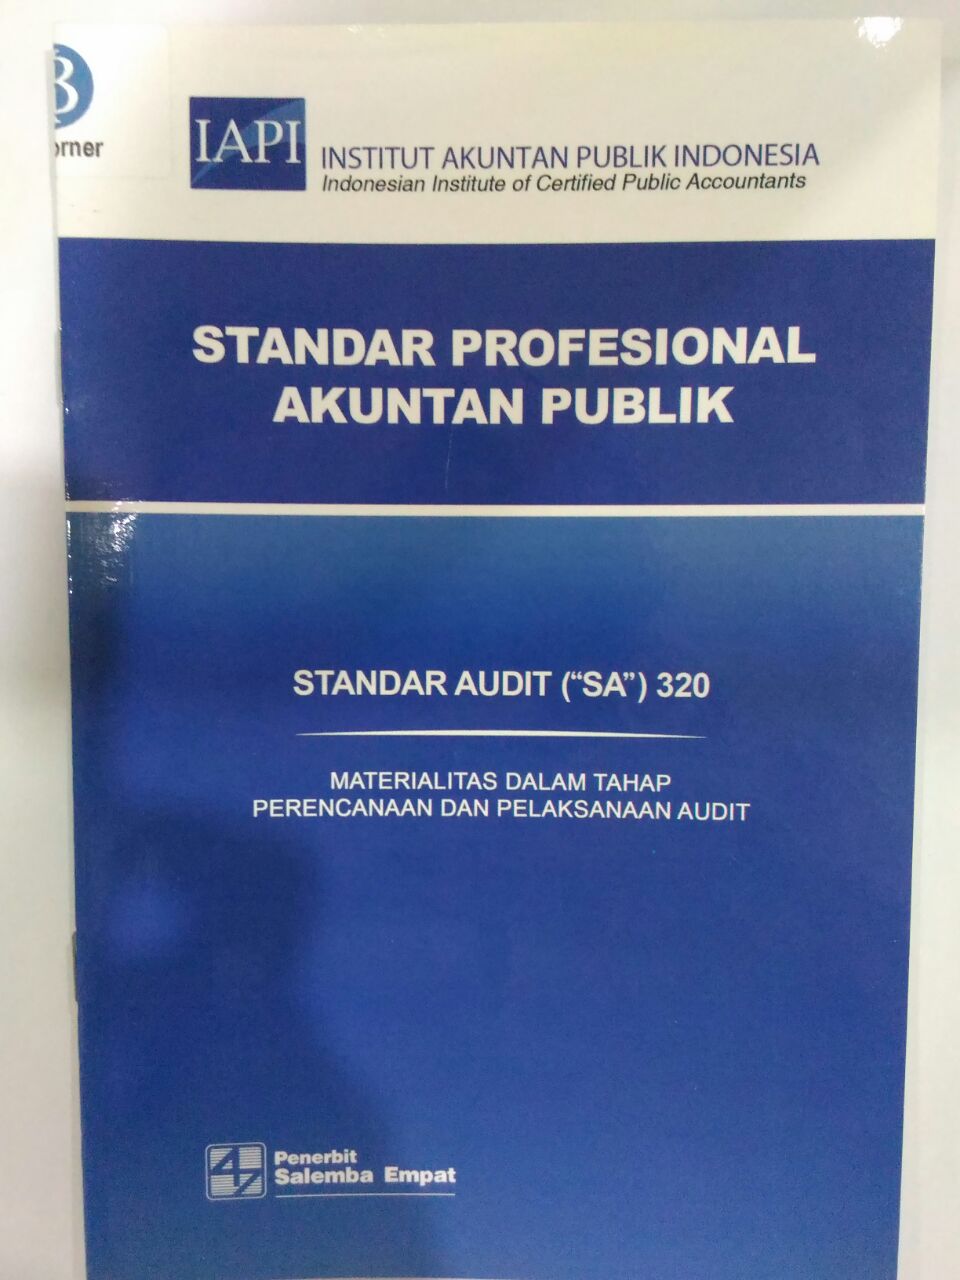 B
orner
IAPI
INSTITUT AKUNTAN PUBLIK INDONESIA
Indonesian Institute of Certified Public Accountants
STANDAR PROFESIONAL
AKUNTAN PUBLIK
STANDAR AUDIT (“SA”) 320
MATERIALITAS DALAM TAHAP
PERENCANAAN DAN PELAKSANAAN AUDIT
Penerbit
Salemba Empat